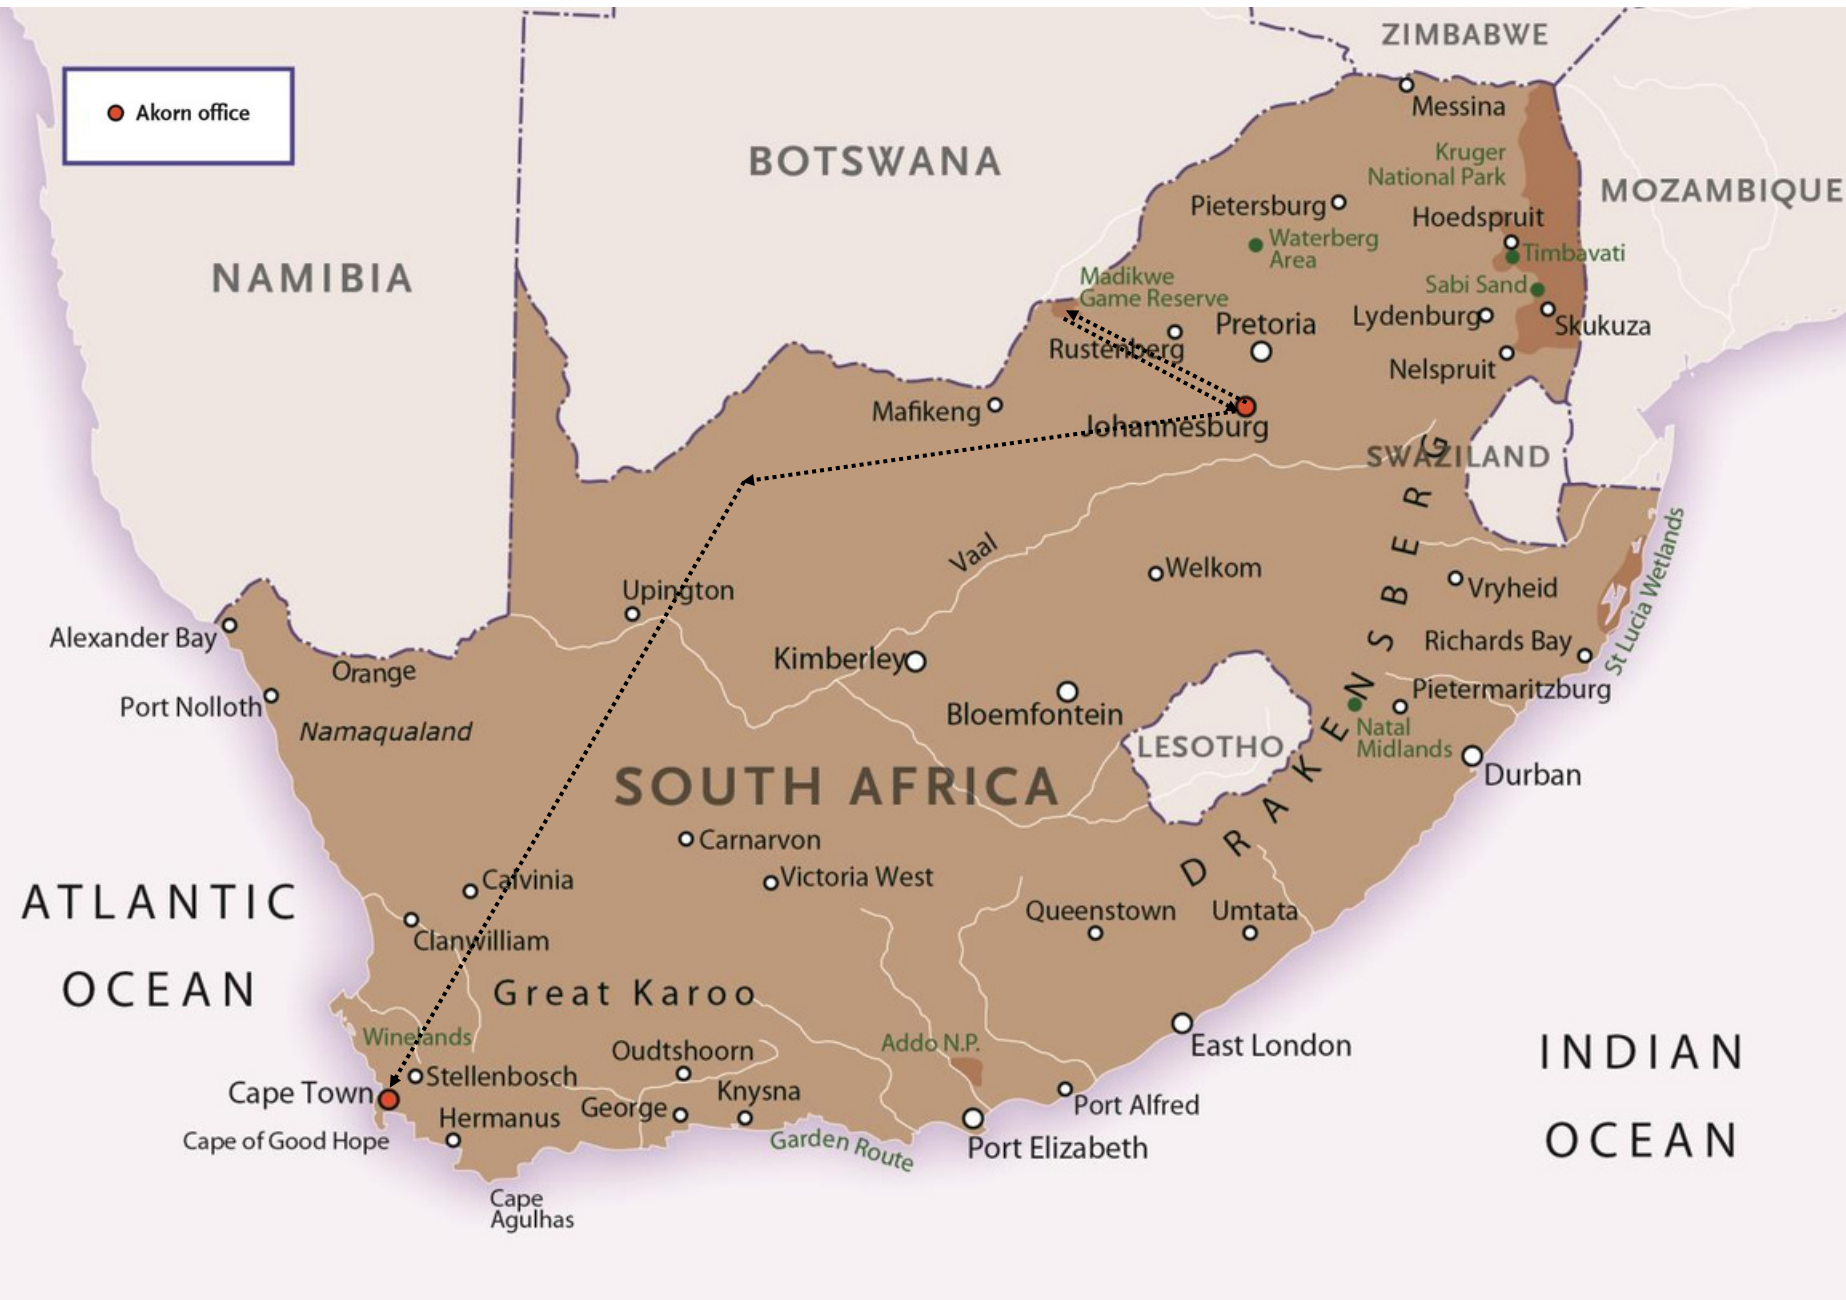 ZIMBABWE
Akorn office
Messina
BOTSWANA
Kruger
National Park
MOZAMBIQUE
Pietersburg
Hoedspruit
Waterberg
Area
Timbavati
NAMIBIA
Madikwe
Game Reserve
Sabi Sand
Pretoria
Lydenburg
Skukuza
Rustenberg
Nelspruit
Mafikeng
Johannesburg
SWAZILAND
DRAKENSBERG
St Lucia Wetlands
Vaal
Welkom
Vryheid
Upington
Alexander Bay
Richards Bay
Kimberley
Orange
Pietermaritzburg
Port Nolloth
Bloemfontein
Namaqualand
Natal
Midlands
LESOTHO
Durban
SOUTH AFRICA
Carnarvon
Calvinia
Victoria West
ATLANTIC
OCEAN
Queenstown
Umtata
Clanwilliam
Great Karoo
Winelands
Oudtshoorn
Addo N.P.
East London
INDIAN
OCEAN
Stellenbosch
Cape Town
Knysna
George
Port Alfred
Hermanus
Cape of Good Hope
Garden Route
Port Elizabeth
Cape
Agulhas